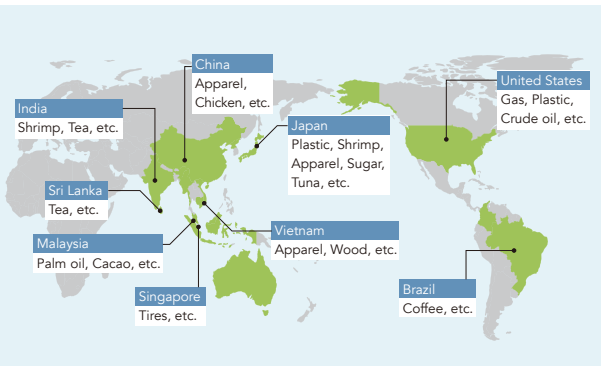 China
Apparel,
Chicken, etc.
United States
Gas, Plastic,
Crude oil, etc.
India
Shrimp, Tea, etc.
Japan
Plastic, Shrimp,
Apparel, Sugar,
Tuna, etc.
Sri Lanka
Tea, etc.
Malaysia
Palm oil, Cacao, etc.
Vietnam
Apparel, Wood, etc.
Singapore
Tires, etc.
Brazil
Coffee, etc.